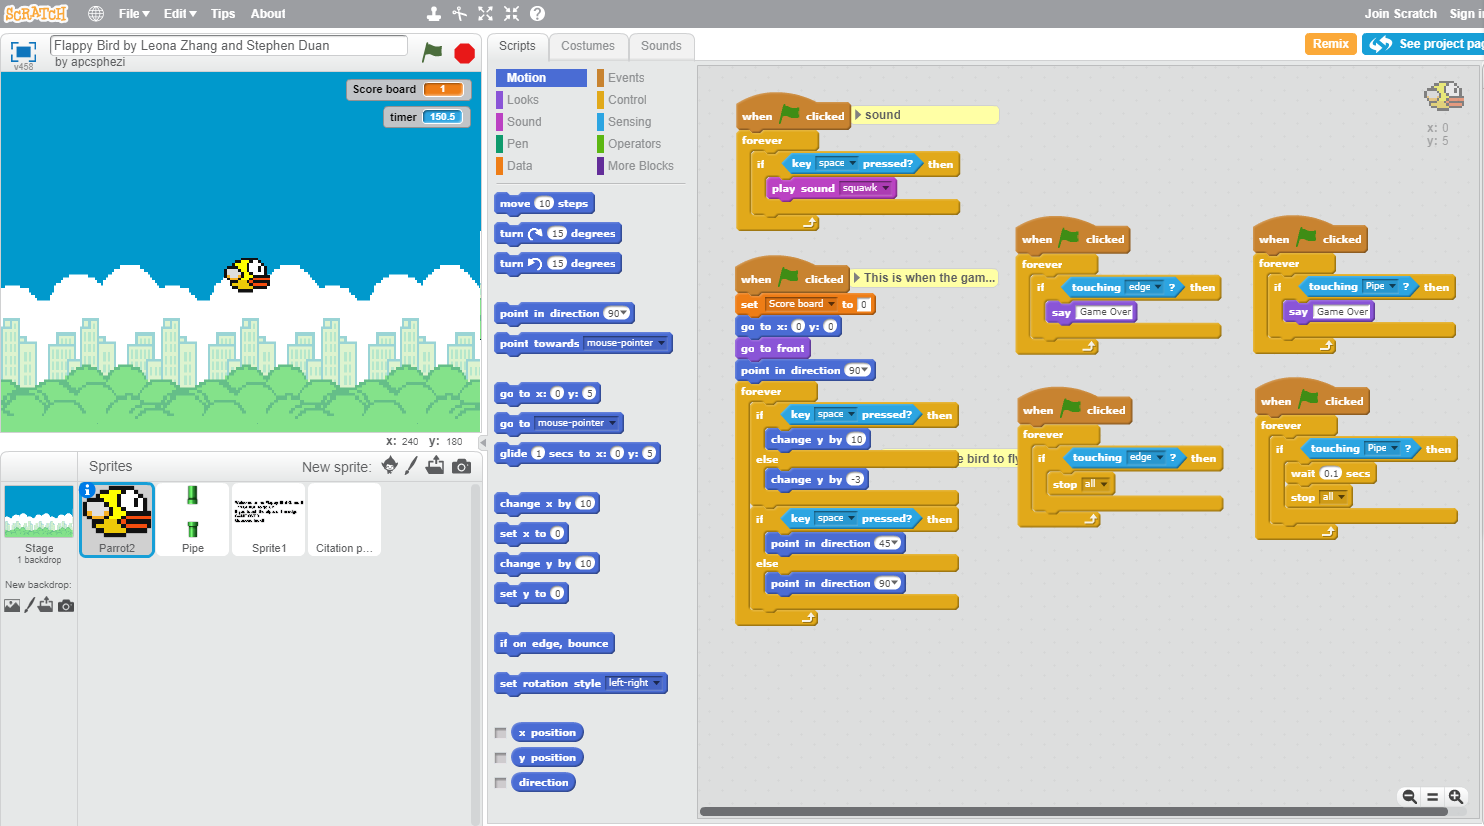 SCRATCH
File
Edit
Tips
About
Join Scratch
Sign i
v458
Flappy Bird by Leona Zhang and Stephen Duan
by apcsphezi
Score board 1
timer 150.5
x: 240 y: 180
Sprites
New sprite:
Stage
1 backdrop
New backdrop:
Parrot2
Pipe
Sprite1
Citation p...
Scripts
Costumes
Sounds
Remix
See project pag
Motion
Events
Looks
Control
Sound
Sensing
Pen
Operators
Data
More Blocks
move 10 steps
turn 15 degrees
turn 15 degrees
point in direction 90
point towards mouse-pointer
go to x: 0 y: 5
go to mouse-pointer
glide 1 secs to x: 0 y: 5
change x by 10
set x to 0
change y by 10
set y to 0
if on edge, bounce
set rotation style left-right
x position
y position
direction
when clicked
sound
forever
if key space pressed? then
play sound squawk
when clicked
This is when the gam...
set Score board to 0
go to x: 0 y: 0
go to front
point in direction 90
forever
if key space pressed? then
change y by 10
else
e bird to fly
change y by -3
if key space pressed? then
point in direction 45
else
point in direction 90
when clicked
forever
if touching edge ? then
say Game Over
when clicked
forever
if touching Pipe ? then
say Game Over
when clicked
forever
if touching edge ? then
stop all
when clicked
forever
if touching Pipe ? then
wait 0.1 secs
stop all
x: 0
y: 5